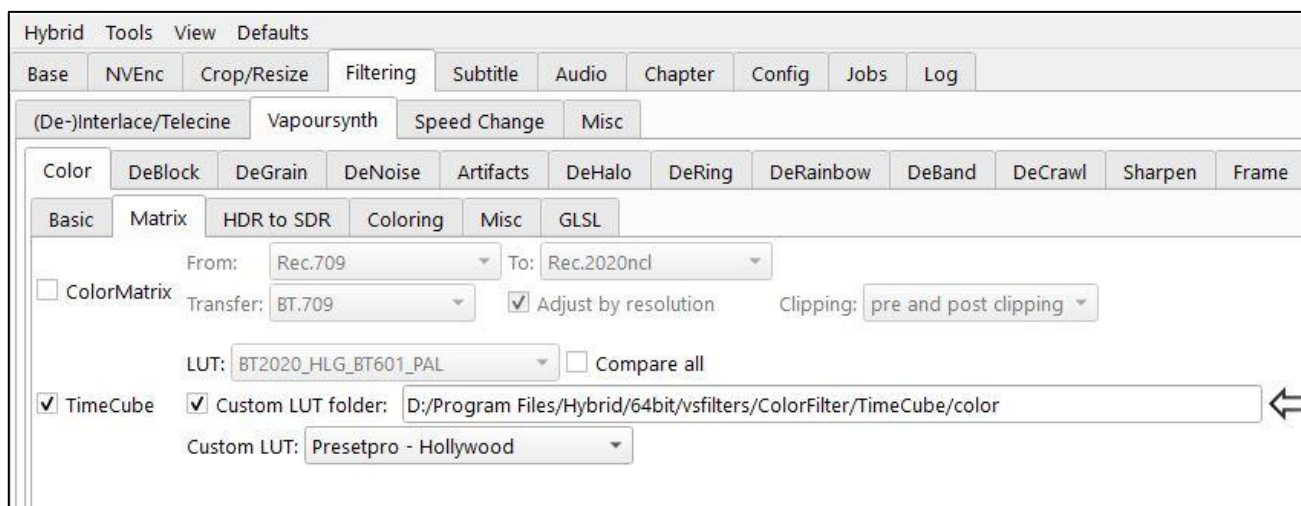 Hybrid Tools View Defaults
Base NVEnc Crop/Resize Filtering Subtitle Audio Chapter Config Jobs Log
(De-)Interlace/Telecine Vapoursynth Speed Change Misc
Color DeBlock DeGrain DeNoise Artifacts DeHalo DeRing DeRainbow DeBand DeCrawl Sharpen Frame
Basic Matrix HDR to SDR Coloring Misc GLSL
From: Rec.709 To: Rec.2020ncl
ColorMatrix
Transfer: BT.709 Adjust by resolution Clipping: pre and post clipping
LUT: BT2020_HLG_BT601_PAL Compare all
TimeCube Custom LUT folder: D:/Program Files/Hybrid/64bit/vsfilters/ColorFilter/TimeCube/color
Custom LUT: Presetpro - Hollywood